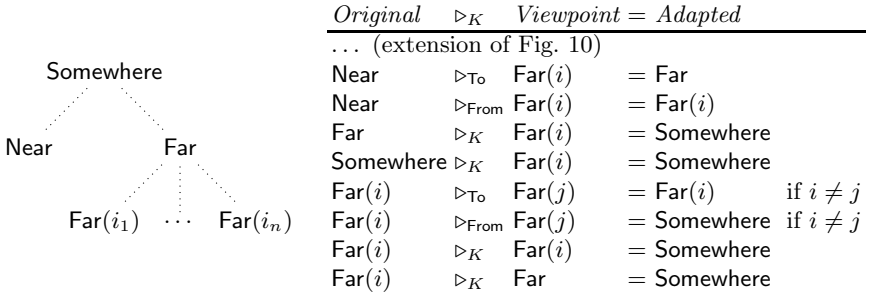 Somewhere
Near Far
Far(i₁) ··· Far(iₙ)
Original ▷K Viewpoint = Adapted
... (extension of Fig. 10)
Near ▷To Far(i) = Far
Near ▷From Far(i) = Far(i)
Far ▷K Far(i) = Somewhere
Somewhere ▷K Far(i) = Somewhere
Far(i) ▷To Far(j) = Far(i) if i ≠ j
Far(i) ▷From Far(j) = Somewhere if i ≠ j
Far(i) ▷K Far(i) = Somewhere
Far(i) ▷K Far = Somewhere